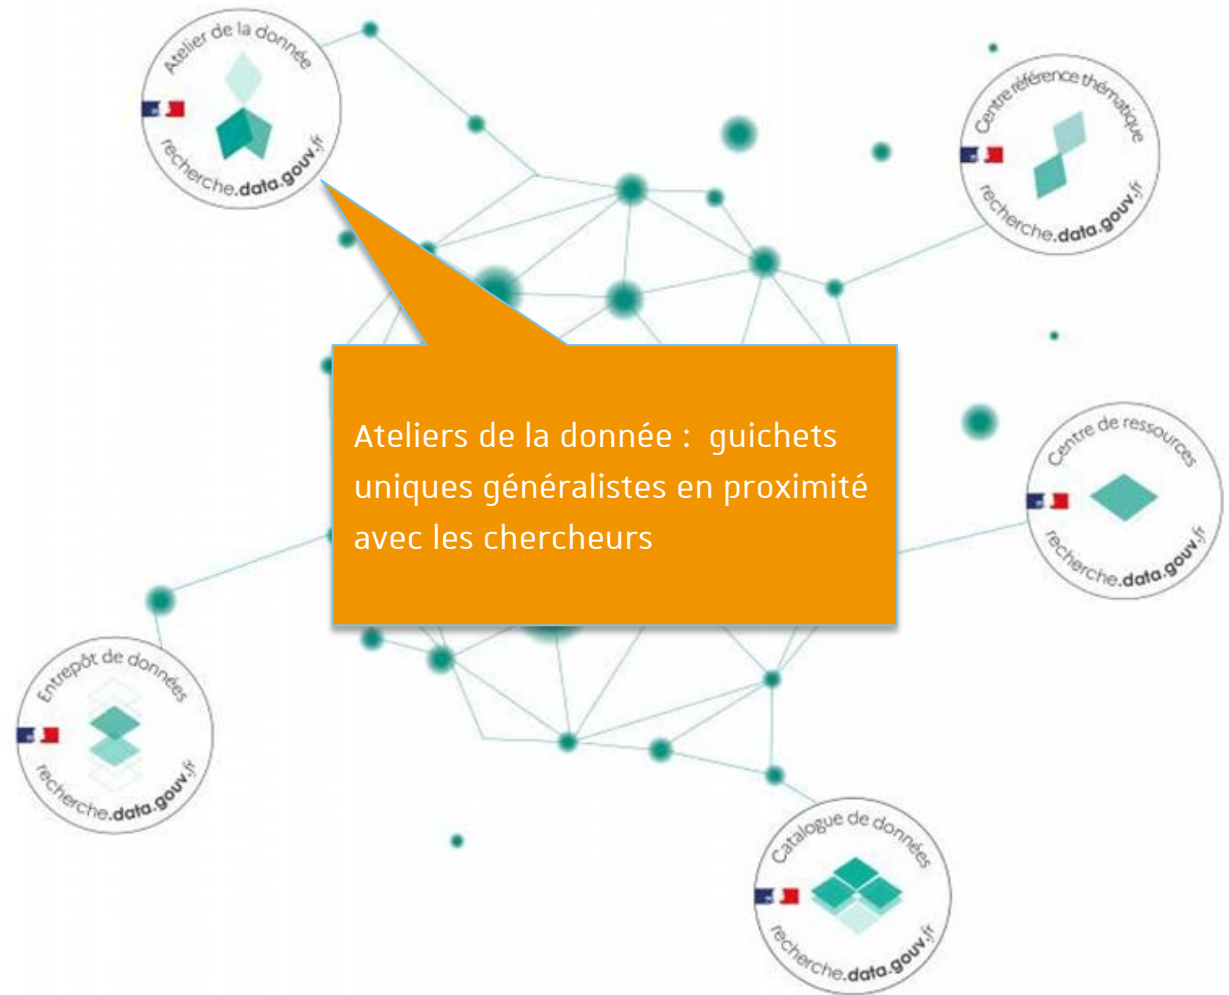 Atelier de la donnée
recherche.data.gouv.fr
Centre référence thématique
recherche.data.gouv.fr
Ateliers de la donnée : guichets
uniques généralistes en proximité
avec les chercheurs
Centre de ressources
recherche.data.gouv.fr
Entrepôt de données
recherche.data.gouv.fr
Catalogue de données
recherche.data.gouv.fr